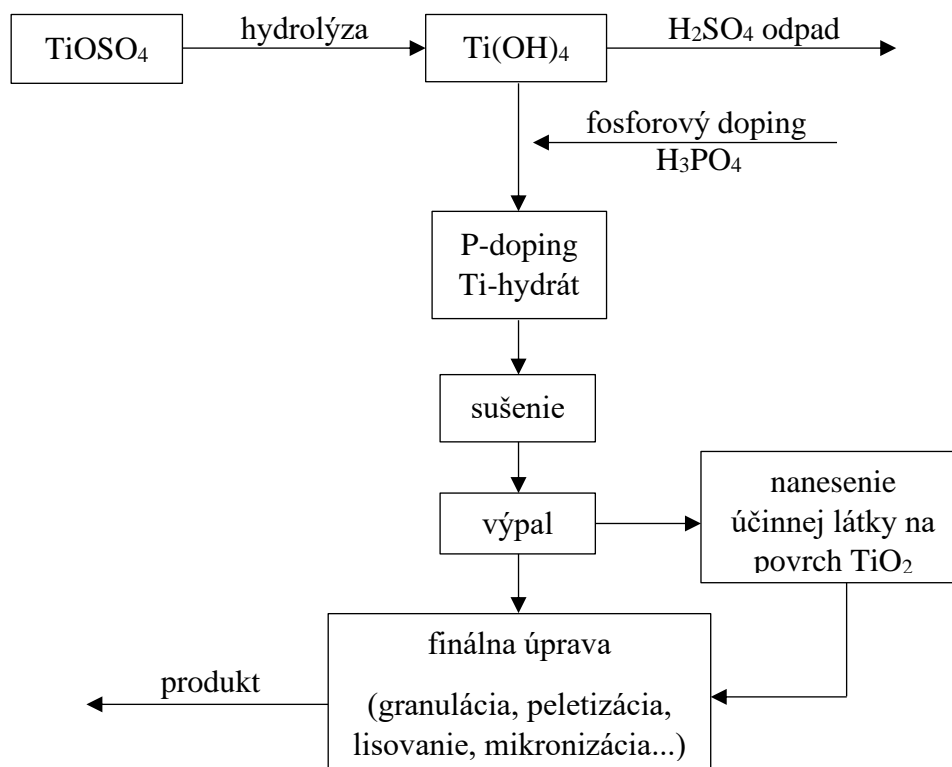 TiOSO₄
hydrolýza
Ti(OH)₄
H₂SO₄ odpad
fosforový doping
H₃PO₄
P-doping
Ti-hydrát
sušenie
výpal
nanesenie
účinnej látky na
povrch TiO₂
finálna úprava
(granulácia, peletizácia,
lisovanie, mikronizácia...)
produkt